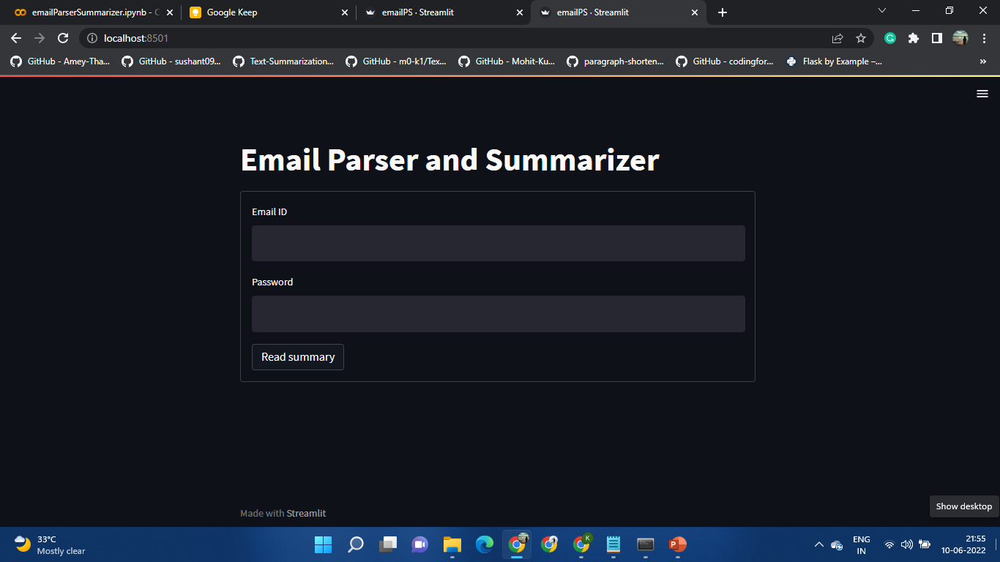 emailParserSummarizer.ipynb - C
Google Keep
emailPS · Streamlit
emailPS · Streamlit
localhost:8501
GitHub - Amey-Tha...
GitHub - sushant09...
Text-Summarization...
GitHub - m0-k1/Tex...
GitHub - Mohit-Ku...
paragraph-shorten...
GitHub - codingfor...
Flask by Example –...
Email Parser and Summarizer
Email ID
Password
Read summary
Made with Streamlit
Show desktop
33°C
Mostly clear
K
ENG
IN
21:55
10-06-2022